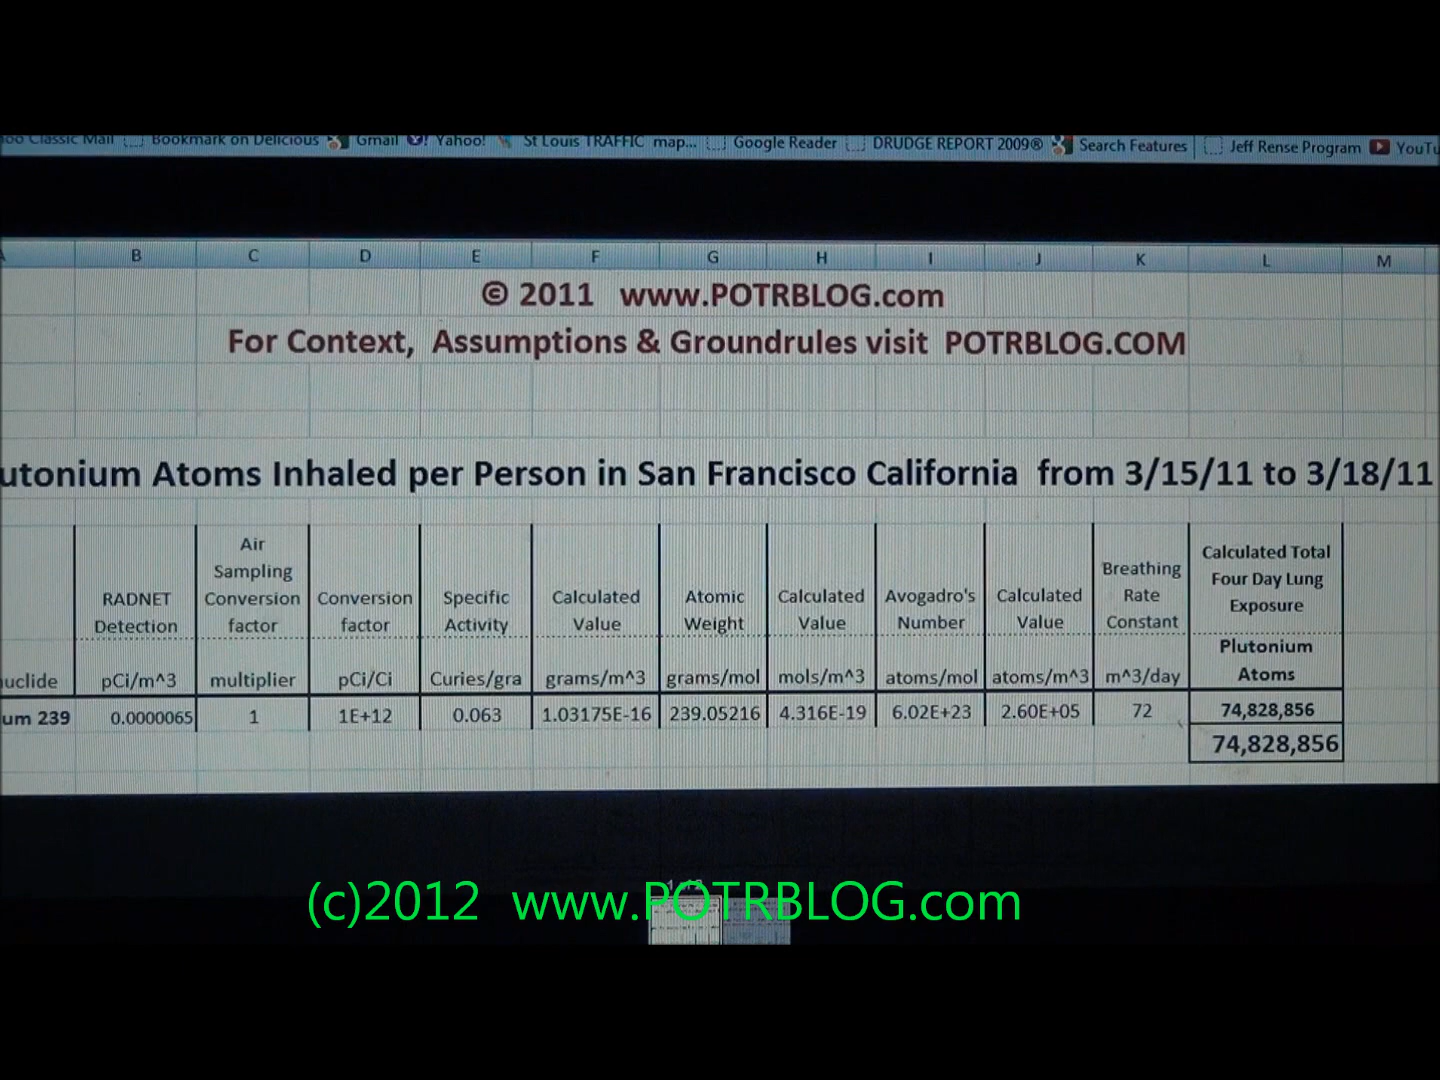 Classic Mail Bookmark on Delicious Gmail Yahoo! St Louis TRAFFIC map... Google Reader DRUDGE REPORT 2009® Search Features Jeff Rense Program YouTu
B C D E F G H I J K L M
© 2011 www.POTRBLOG.com
For Context, Assumptions & Groundrules visit POTRBLOG.COM
utonium Atoms Inhaled per Person in San Francisco California from 3/15/11 to 3/18/11
RADNET Detection Air Sampling Conversion factor Conversion factor Specific Activity Calculated Value Atomic Weight Calculated Value Avogadro's Number Calculated Value Breathing Rate Constant Calculated Total Four Day Lung Exposure
uclide pCi/m^3 multiplier pCi/Ci Curies/gra grams/m^3 grams/mol mols/m^3 atoms/mol atoms/m^3 m^3/day Plutonium Atoms
um 239 0.0000065 1 1E+12 0.063 1.03175E-16 239.05216 4.316E-19 6.02E+23 2.60E+05 72 74,828,856
74,828,856
(c)2012 www.POTRBLOG.com